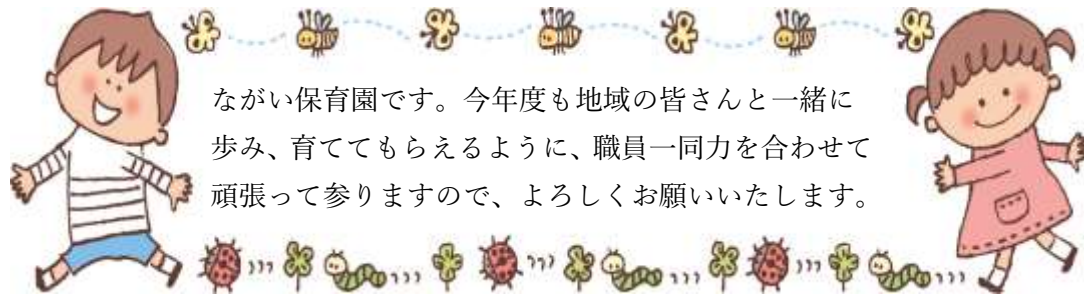 ながい保育園です。今年度も地域の皆さんと一緒に
歩み、育ててもらえるように、職員一同力を合わせて
頑張って参りますので、よろしくお願いいたします。